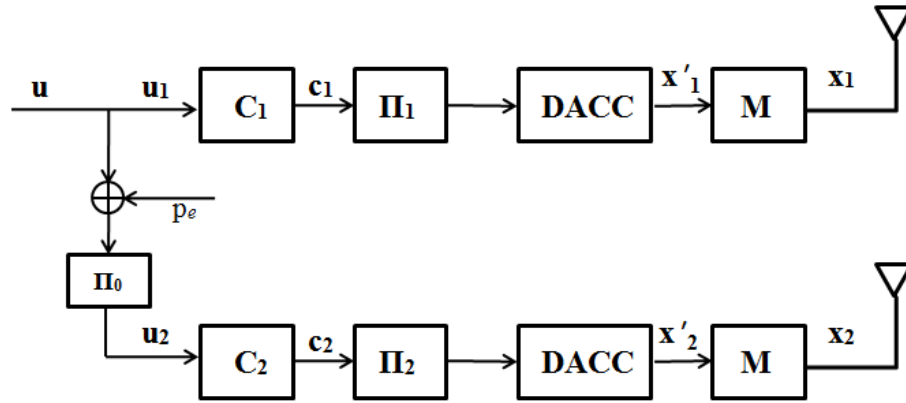 u u₁ C₁ c₁ Π₁ DACC x′₁ M x₁
pₑ
Π₀
u₂ C₂ c₂ Π₂ DACC x′₂ M x₂